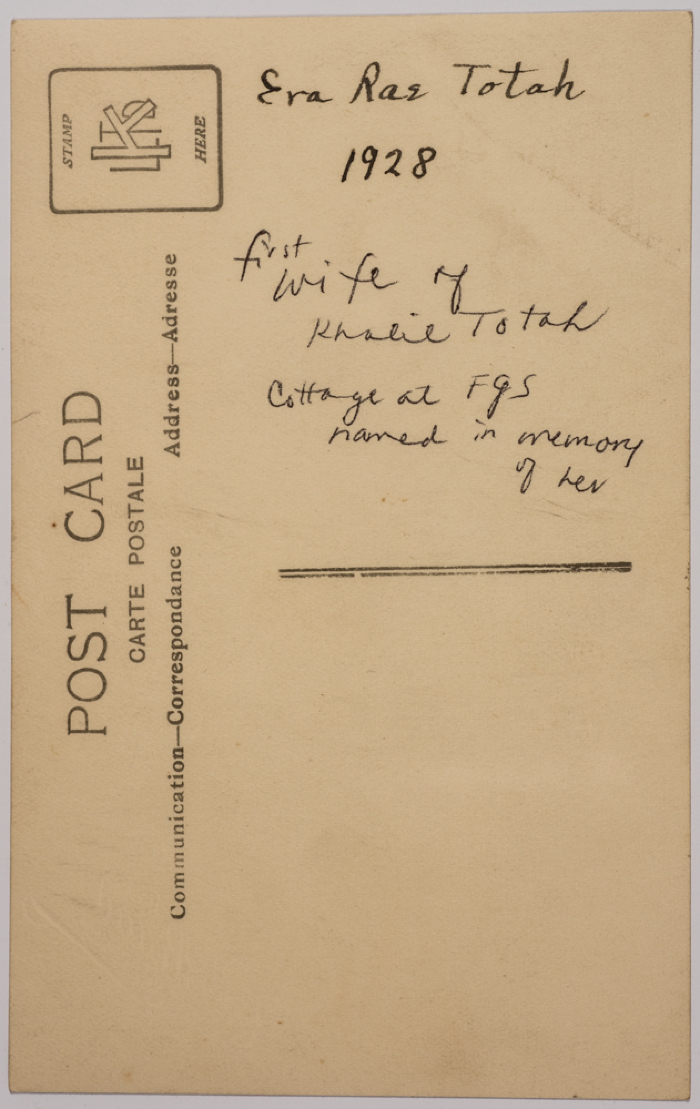 Eva Rae Totah
1928
first
wife of
Khalil Totah
Cottage at FGS
named in memory
of her
STAMP
HERE
POST CARD
CARTE POSTALE
Communication—Correspondance Address—Adresse